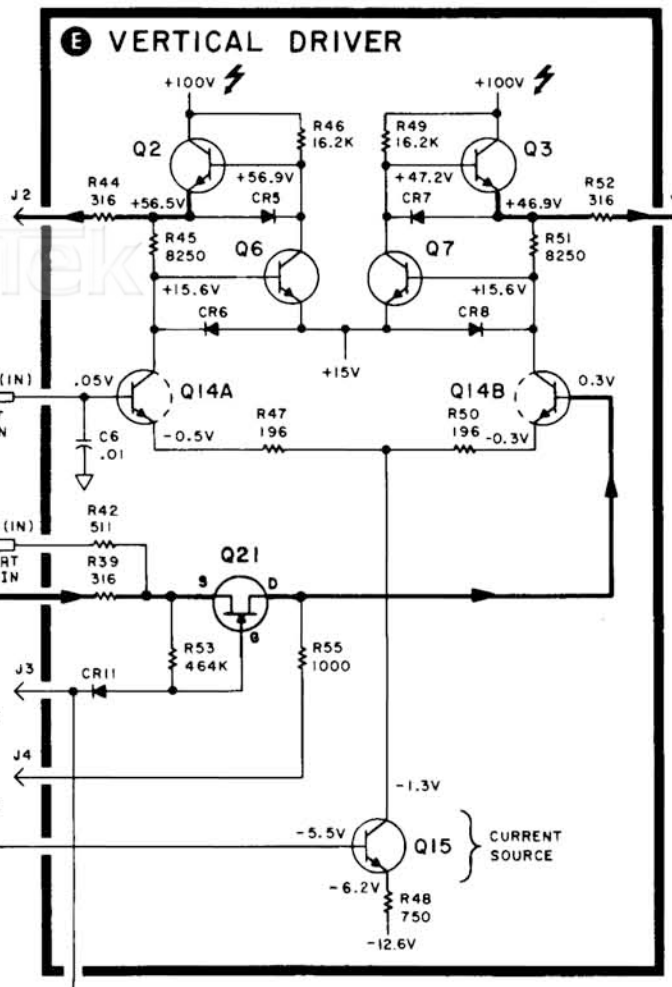 E VERTICAL DRIVER
+100V
+100V
R46
16.2K
R49
16.2K
Q2
Q3
J2
R44
316
+56.5V
+56.9V
CR5
+47.2V
CR7
+46.9V
R52
316
R45
8250
Q6
Q7
R51
8250
+15.6V
+15.6V
CR6
CR8
+15V
(IN)
.05V
Q14A
Q14B
0.3V
T
N
C6
.01
-0.5V
R47
196
R50
196
-0.3V
(IN)
R42
511
RT
IN
R39
316
Q21
S
D
G
R53
464K
R55
1000
J3
CR11
J4
-1.3V
-5.5V
Q15
CURRENT
SOURCE
-6.2V
R48
750
-12.6V